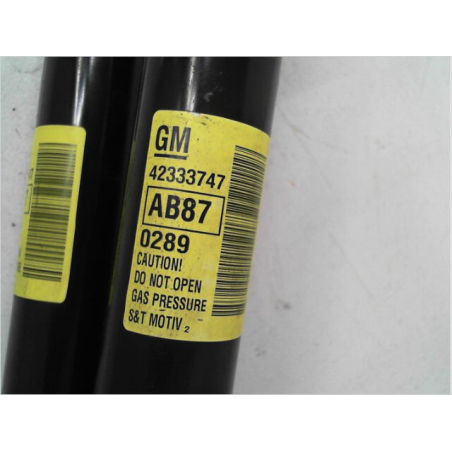 GM
42333747
AB87
0289
CAUTION!
DO NOT OPEN
GAS PRESSURE
S&T MOTIV 2